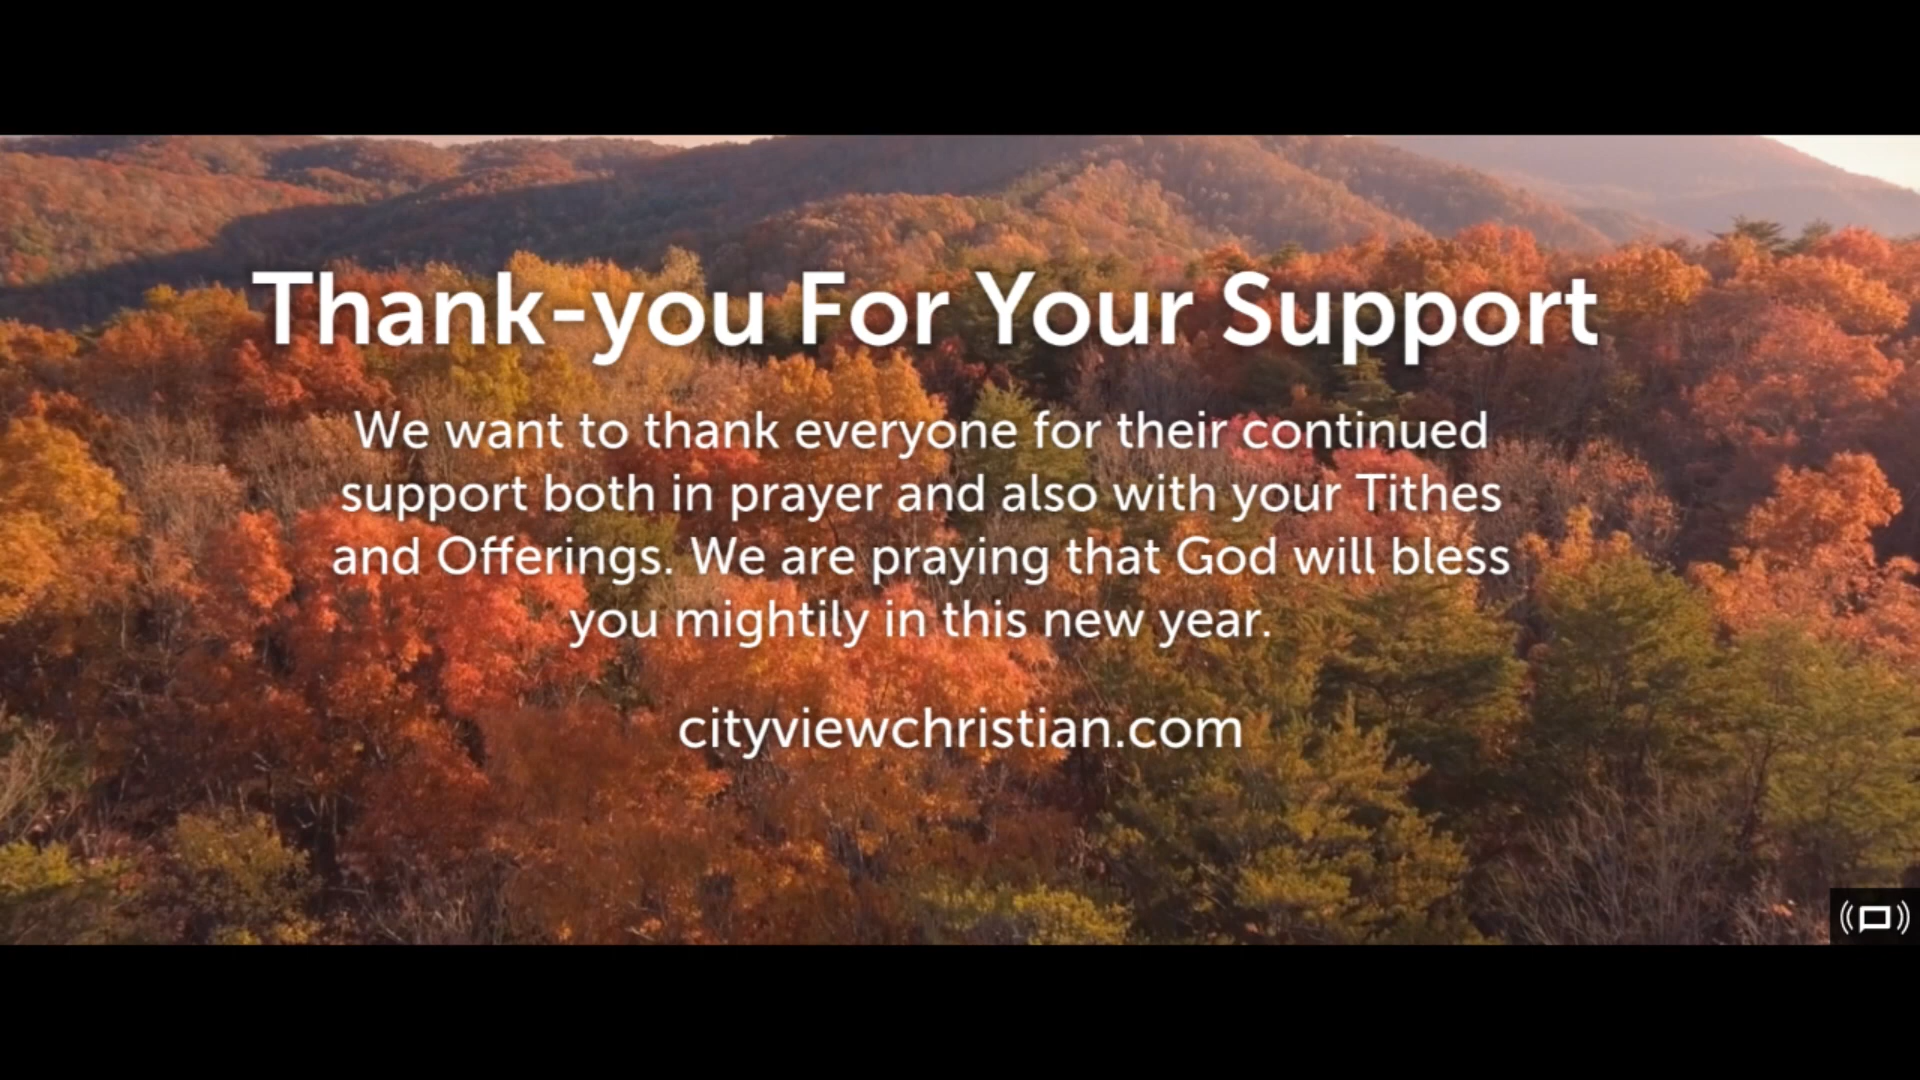 Thank-you For Your Support
We want to thank everyone for their continued
support both in prayer and also with your Tithes
and Offerings. We are praying that God will bless
you mightily in this new year.
cityviewchristian.com